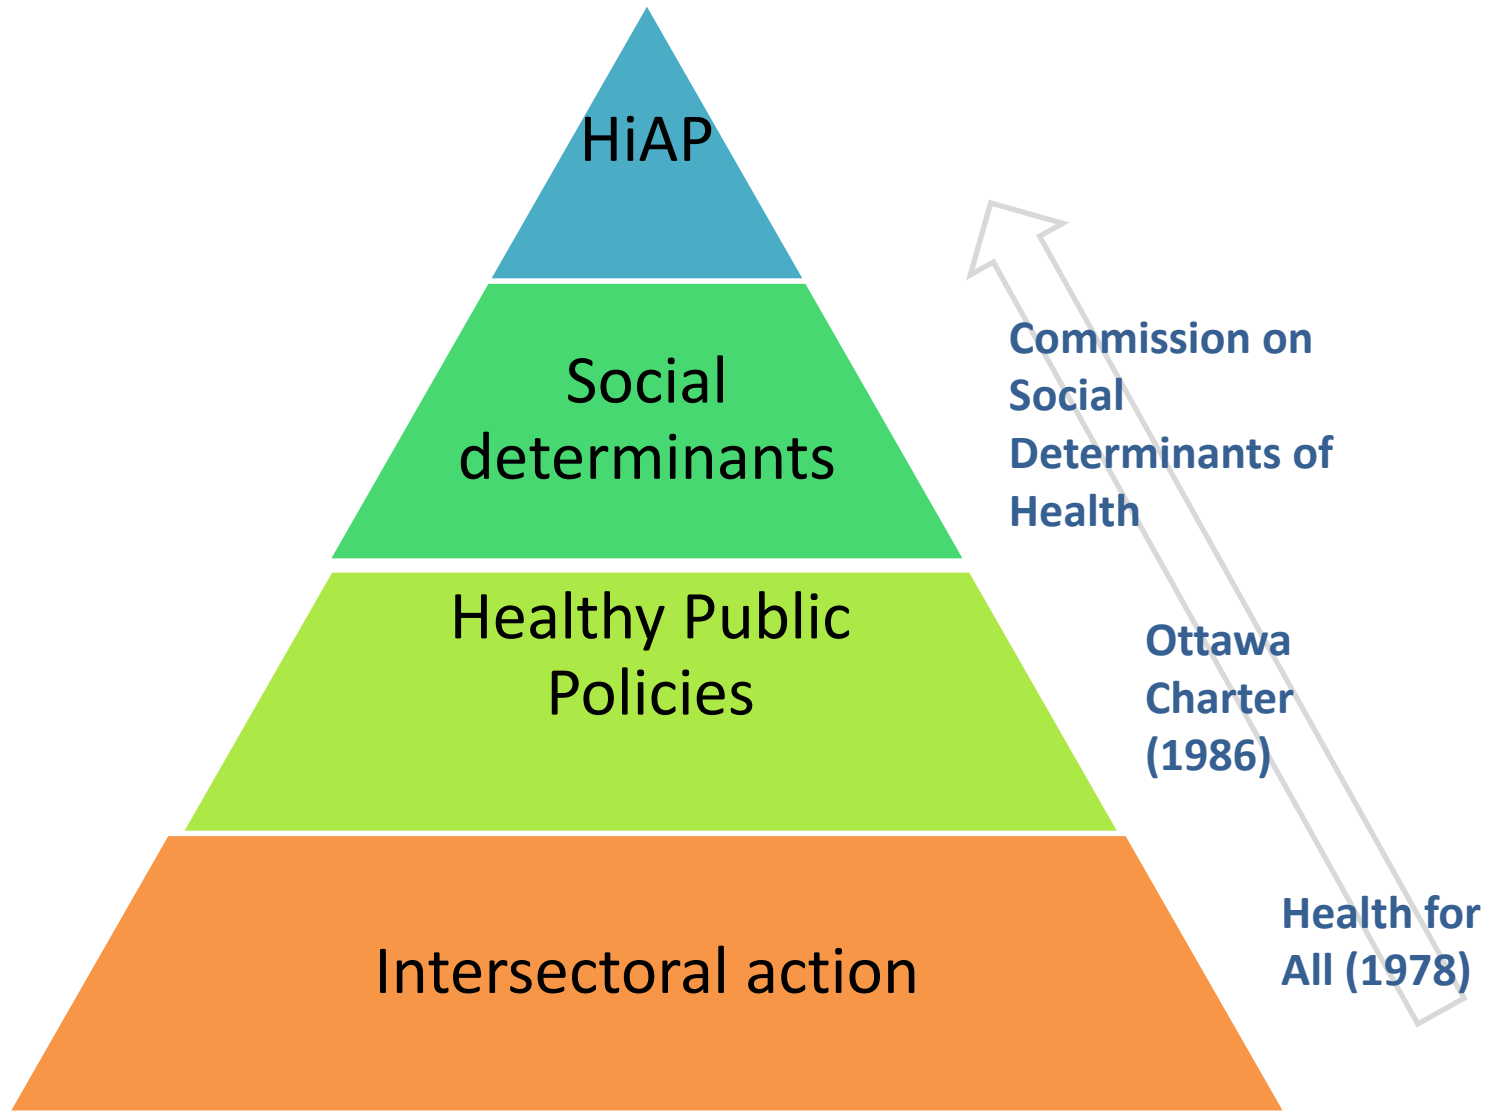 HiAP
Social
determinants
Commission on
Social
Determinants of
Health
Healthy Public
Policies
Ottawa
Charter
(1986)
Intersectoral action
Health for
All (1978)